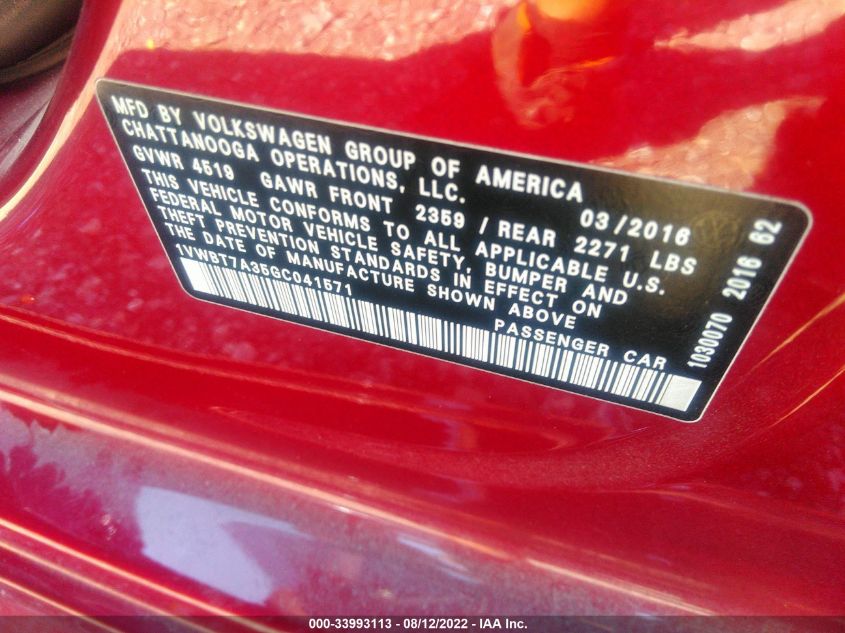 MFD BY VOLKSWAGEN GROUP OF AMERICA
CHATTANOOGA OPERATIONS, LLC. 03/2016
GVWR 4519 GAWR FRONT 2359 / REAR 2271 LBS
THIS VEHICLE CONFORMS TO ALL APPLICABLE U.S.
FEDERAL MOTOR VEHICLE SAFETY, BUMPER AND
THEFT PREVENTION STANDARDS IN EFFECT ON
THE DATE OF MANUFACTURE SHOWN ABOVE
1VWBT7A35GC041571 PASSENGER CAR
1030070 2016 62
000-33993113 - 08/12/2022 - IAA Inc.